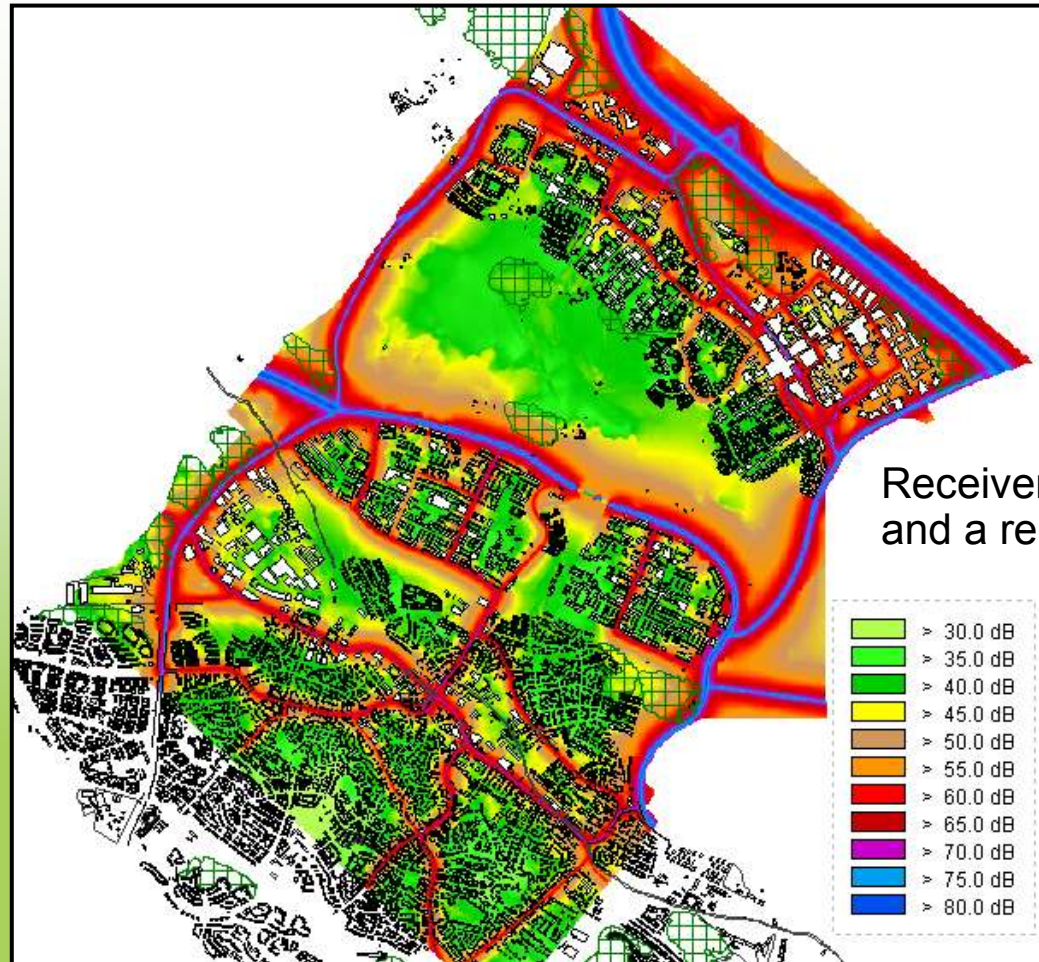 Receiver
and a re
> 30.0 dB
> 35.0 dB
> 40.0 dB
> 45.0 dB
> 50.0 dB
> 55.0 dB
> 60.0 dB
> 65.0 dB
> 70.0 dB
> 75.0 dB
> 80.0 dB